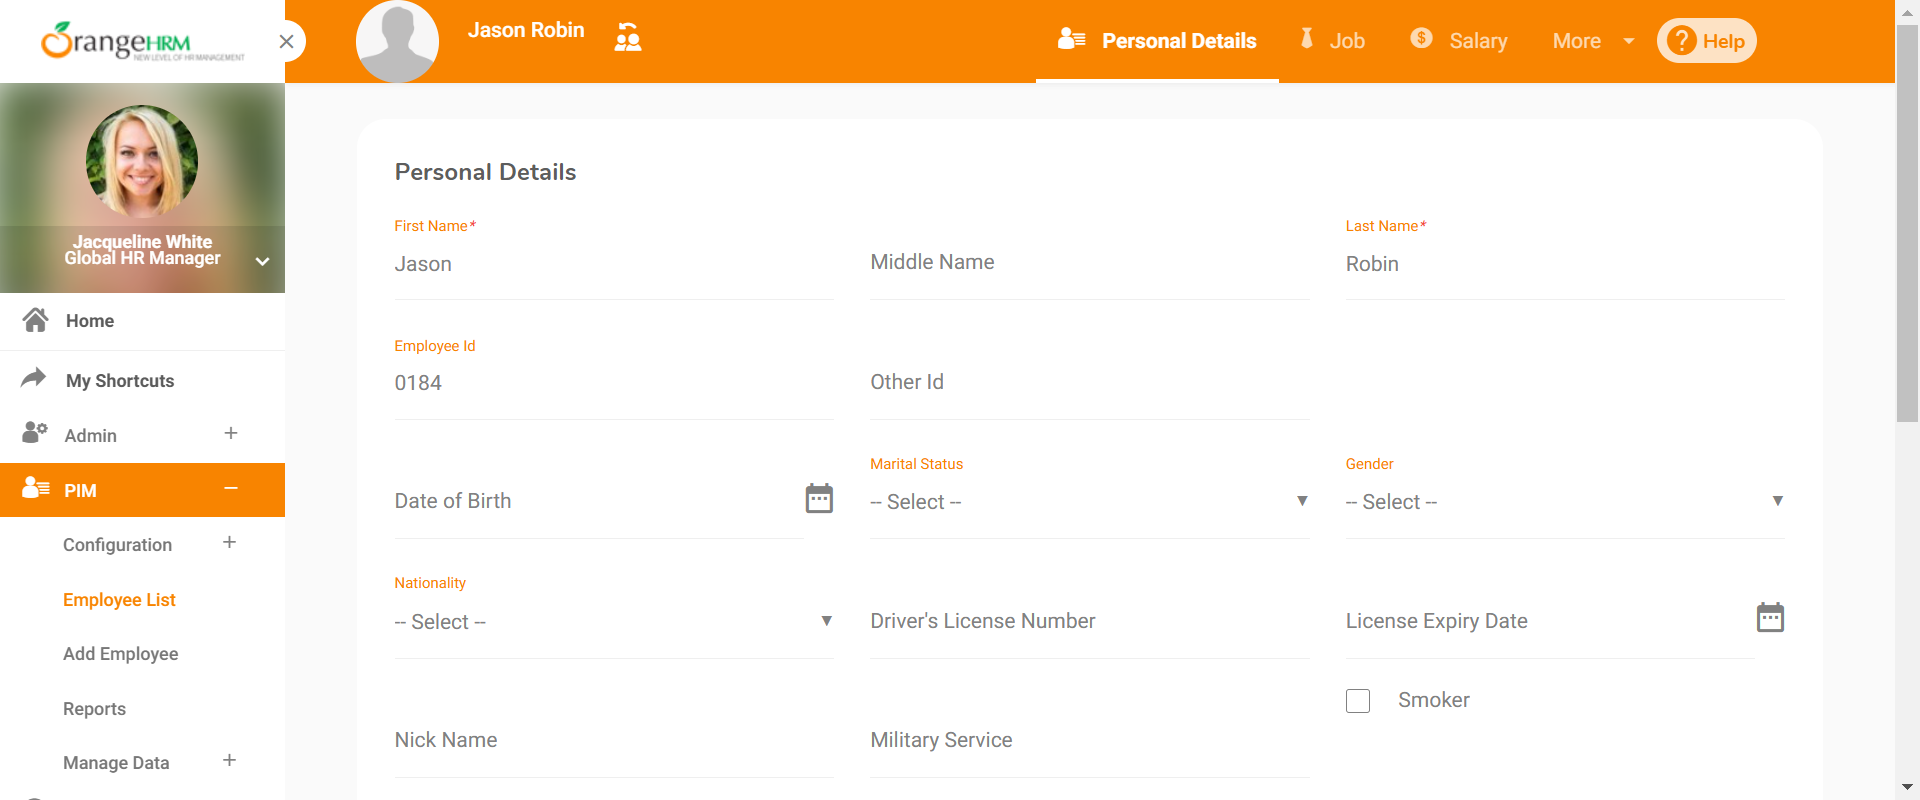 OrangeHRM
NEW LEVEL OF HR MANAGEMENT
Jason Robin
Personal Details
Job
$
Salary
More
? Help
Jacqueline White
Global HR Manager
Home
My Shortcuts
Admin
PIM
Configuration
Employee List
Add Employee
Reports
Manage Data
Personal Details
First Name*
Jason
Middle Name
Last Name*
Robin
Employee Id
0184
Other Id
Date of Birth
Marital Status
-- Select --
Gender
-- Select --
Nationality
-- Select --
Driver's License Number
License Expiry Date
Smoker
Nick Name
Military Service